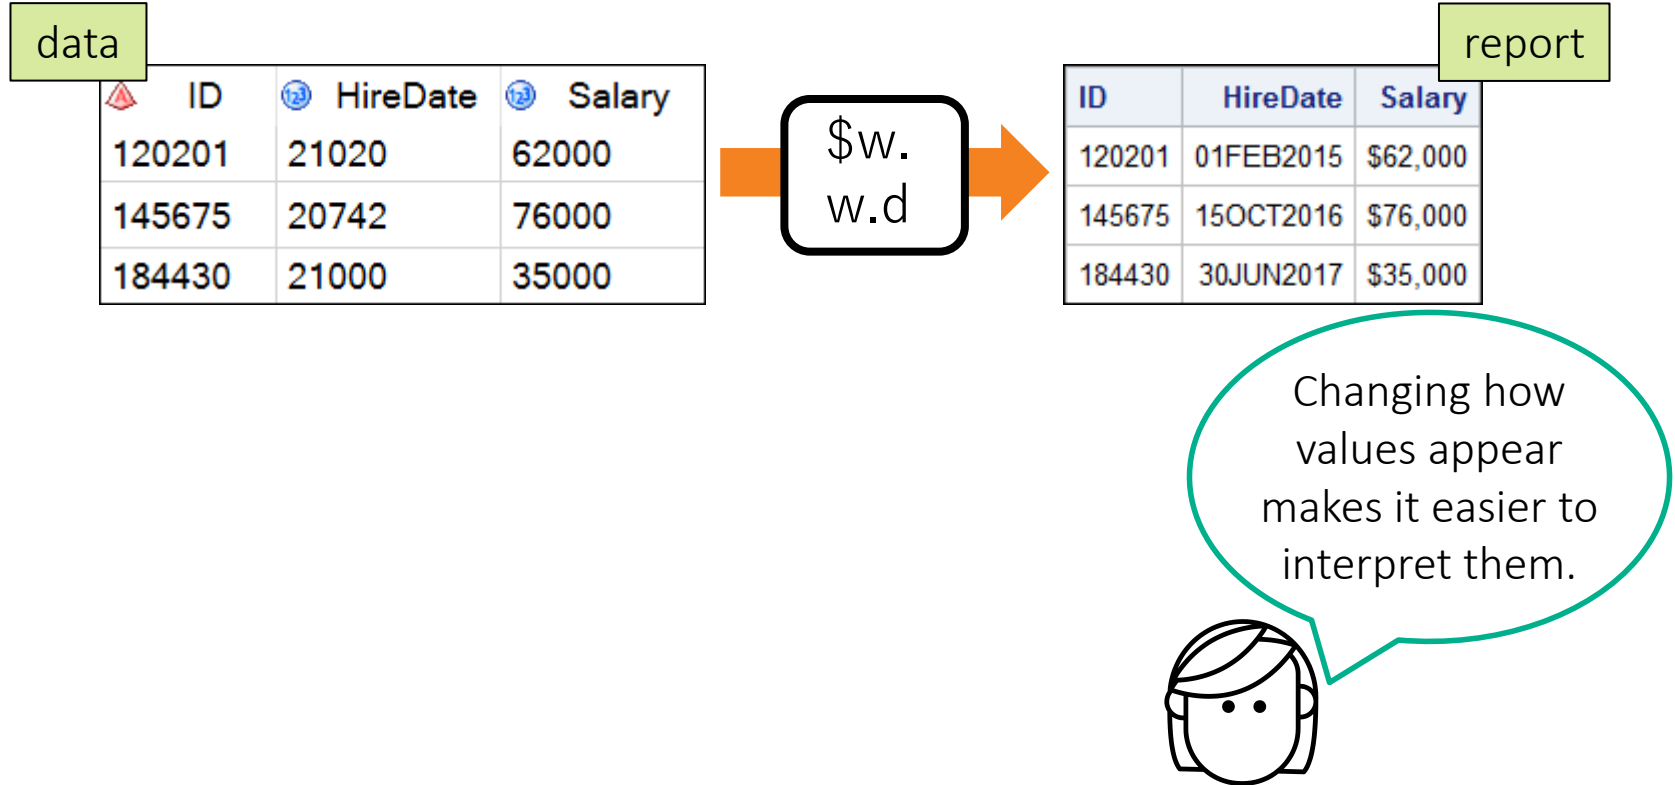 data
ID HireDate Salary
120201 21020 62000
145675 20742 76000
184430 21000 35000
$w.
w.d
report
ID HireDate Salary
120201 01FEB2015 $62,000
145675 15OCT2016 $76,000
184430 30JUN2017 $35,000
Changing how
values appear
makes it easier to
interpret them.